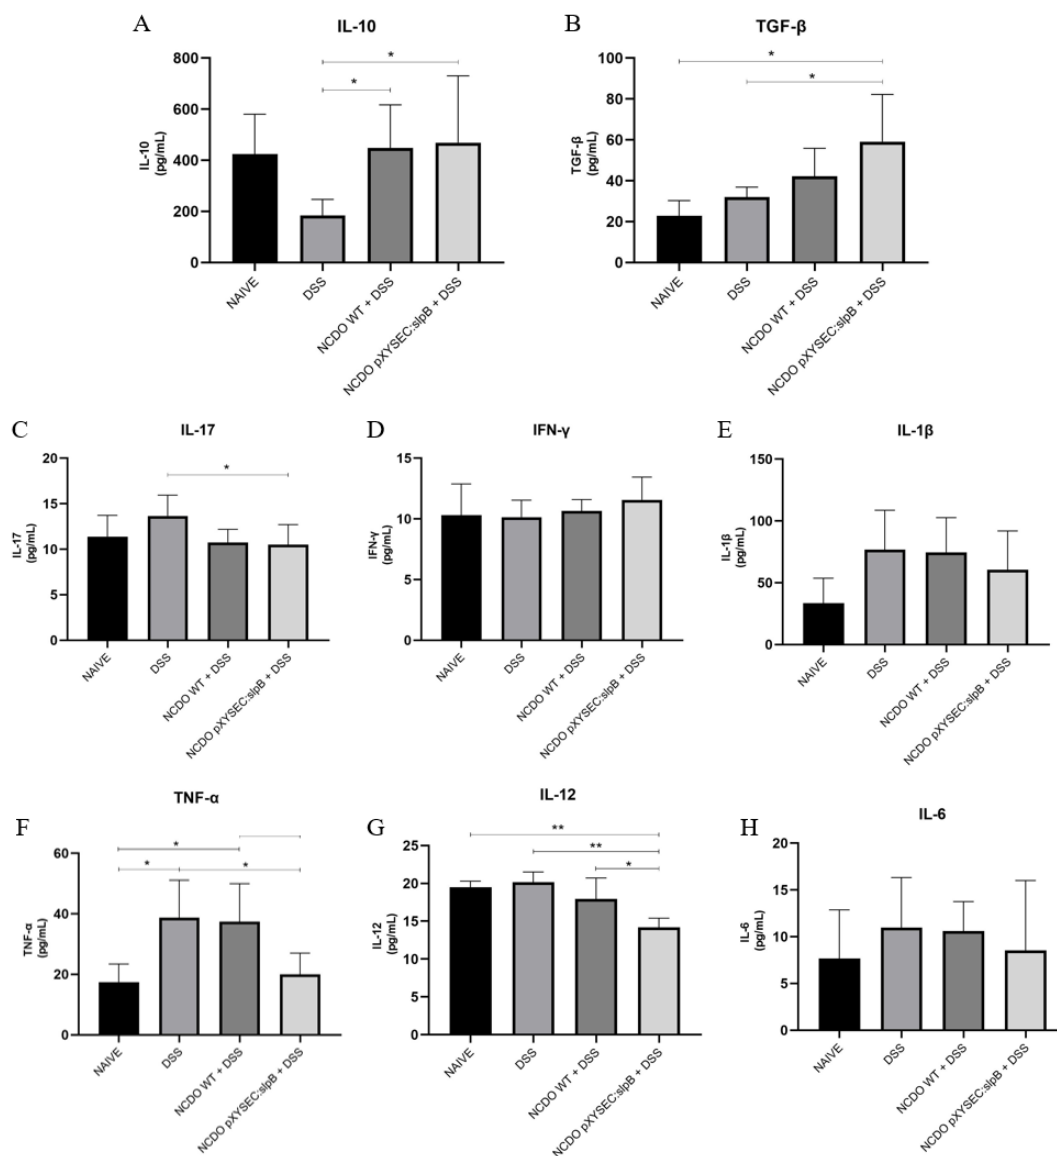 A
IL-10
IL-10
(pg/mL)
800
600
400
200
0
*
*
NAIVE
DSS
NCDO WT + DSS
NCDO pXYSEC:slpB + DSS
B
TGF-β
TGF-β
(pg/mL)
100
80
60
40
20
0
*
*
NAIVE
DSS
NCDO WT + DSS
NCDO pXYSEC:slpB + DSS
C
IL-17
IL-17
(pg/mL)
20
15
10
5
0
*
NAIVE
DSS
NCDO WT + DSS
NCDO pXYSEC:slpB + DSS
D
IFN-γ
IFN-γ
(pg/mL)
15
10
5
0
NAIVE
DSS
NCDO WT + DSS
NCDO pXYSEC:slpB + DSS
E
IL-1β
IL-1β
(pg/mL)
150
100
50
0
NAIVE
DSS
NCDO WT + DSS
NCDO pXYSEC:slpB + DSS
F
TNF-α
TNF-α
(pg/mL)
60
40
20
0
*
*
*
NAIVE
DSS
NCDO WT + DSS
NCDO pXYSEC:slpB + DSS
G
IL-12
IL-12
(pg/mL)
25
20
15
10
5
0
**
**
*
NAIVE
DSS
NCDO WT + DSS
NCDO pXYSEC:slpB + DSS
H
IL-6
IL-6
(pg/mL)
20
15
10
5
0
NAIVE
DSS
NCDO WT + DSS
NCDO pXYSEC:slpB + DSS